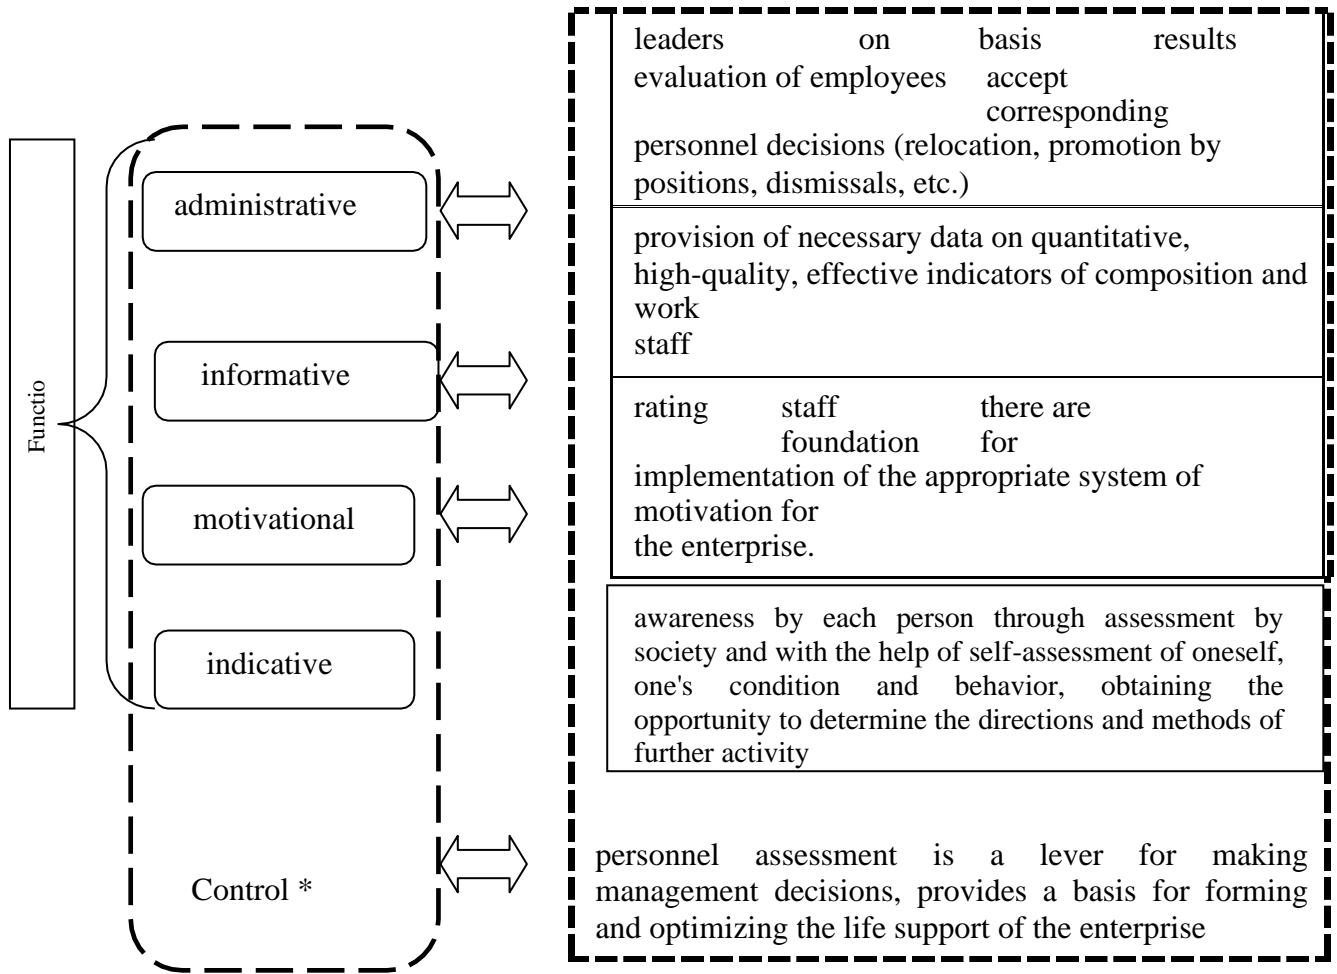 Functio
administrative
informative
motivational
indicative
Control *
leaders on basis results
evaluation of employees accept
corresponding
personnel decisions (relocation, promotion by
positions, dismissals, etc.)
provision of necessary data on quantitative,
high-quality, effective indicators of composition and
work
staff
rating staff there are
foundation for
implementation of the appropriate system of
motivation for
the enterprise.
awareness by each person through assessment by
society and with the help of self-assessment of oneself,
one's condition and behavior, obtaining the
opportunity to determine the directions and methods of
further activity
personnel assessment is a lever for making
management decisions, provides a basis for forming
and optimizing the life support of the enterprise